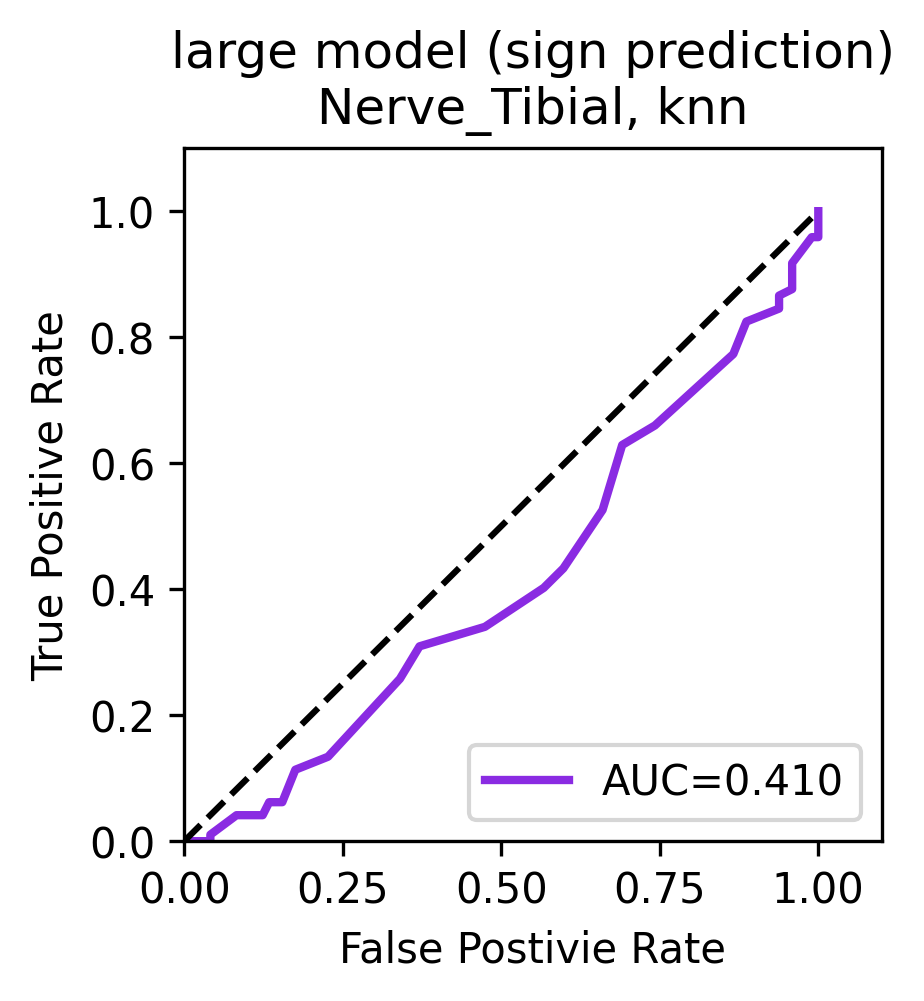 large model (sign prediction)
Nerve_Tibial, knn
True Positive Rate
1.0
0.8
0.6
0.4
0.2
0.0
AUC=0.410
0.00 0.25 0.50 0.75 1.00
False Postivie Rate